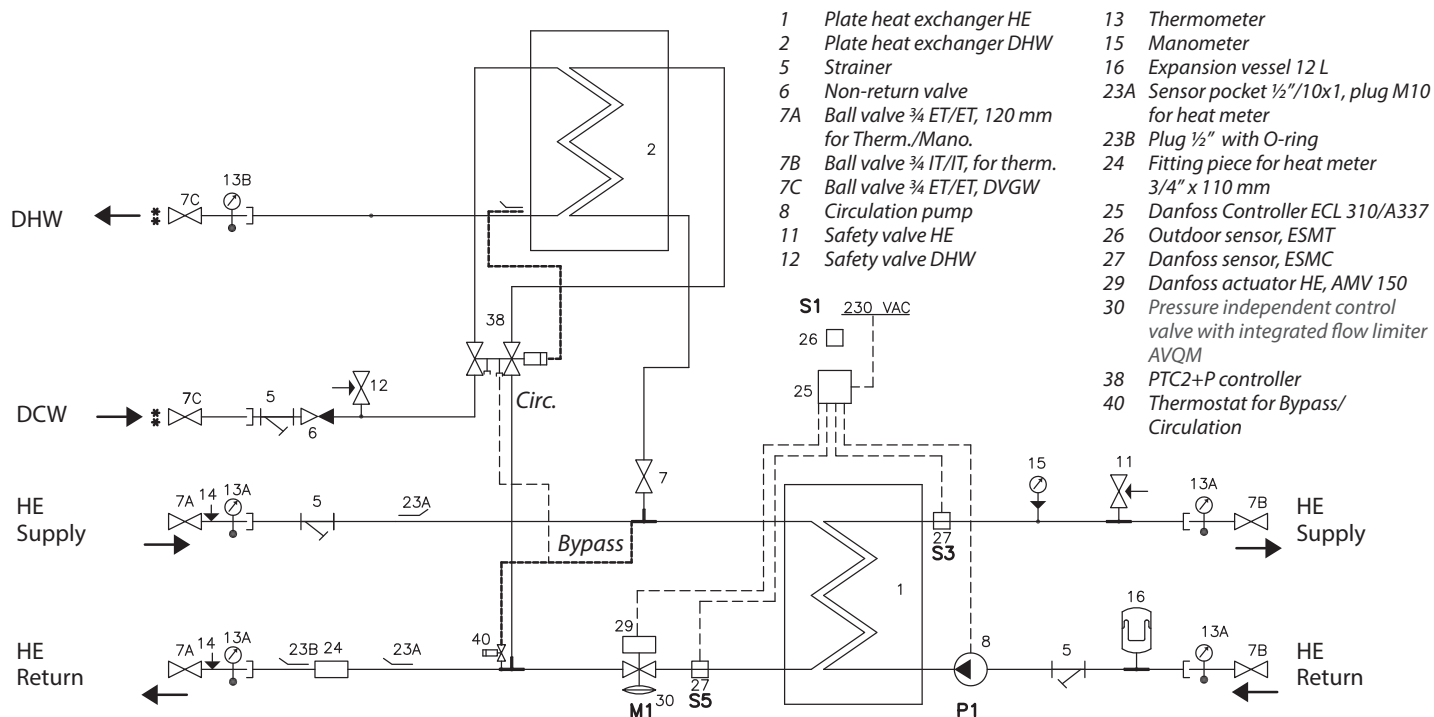 1 Plate heat exchanger HE
2 Plate heat exchanger DHW
5 Strainer
6 Non-return valve
7A Ball valve ¾ ET/ET, 120 mm
for Therm./Mano.
7B Ball valve ¾ IT/IT, for therm.
7C Ball valve ¾ ET/ET, DVGW
8 Circulation pump
11 Safety valve HE
12 Safety valve DHW
13 Thermometer
15 Manometer
16 Expansion vessel 12 L
23A Sensor pocket ½"/10x1, plug M10
for heat meter
23B Plug ½" with O-ring
24 Fitting piece for heat meter
3/4" x 110 mm
25 Danfoss Controller ECL 310/A337
26 Outdoor sensor, ESMT
27 Danfoss sensor, ESMC
29 Danfoss actuator HE, AMV 150
30 Pressure independent control
valve with integrated flow limiter
AVQM
38 PTC2+P controller
40 Thermostat for Bypass/
Circulation
2
DHW
**
7C
13B
38
S1
230 VAC
26
25
DCW
**
7C
5
6
12
Circ.
7
HE
Supply
7A
14
13A
5
23A
Bypass
27
S3
15
11
13A
7B
HE
Supply
1
HE
Return
7A
14
13A
23B
24
23A
40
29
30
M1
27
S5
8
P1
5
16
13A
7B
HE
Return